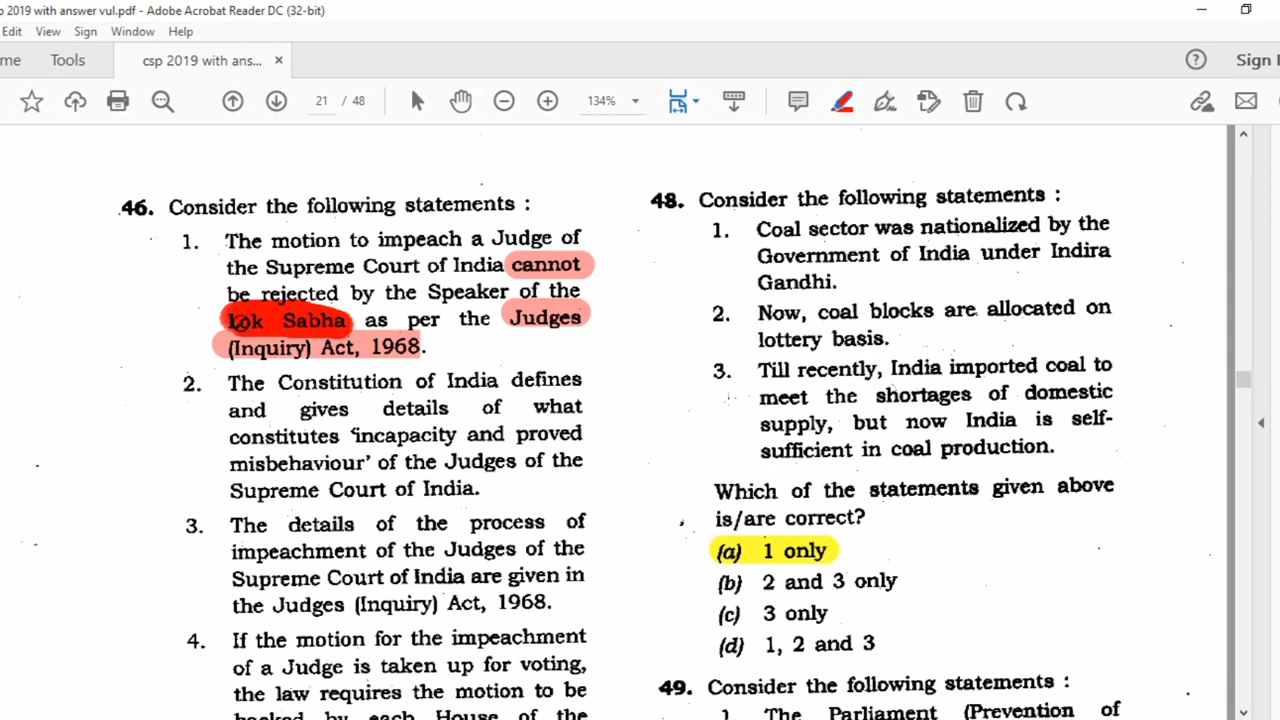 sp 2019 with answer vul.pdf - Adobe Acrobat Reader DC (32-bit)
Edit View Sign Window Help
me Tools csp 2019 with ans... × ? Sign
21 / 48 134%
46. Consider the following statements :
1. The motion to impeach a Judge of
the Supreme Court of India cannot
be rejected by the Speaker of the
Lok Sabha as per the Judges
(Inquiry) Act, 1968.
2. The Constitution of India defines
and gives details of what
constitutes ‘incapacity and proved
misbehaviour’ of the Judges of the
Supreme Court of India.
3. The details of the process of
impeachment of the Judges of the
Supreme Court of India are given in
the Judges (Inquiry) Act, 1968.
4. If the motion for the impeachment
of a Judge is taken up for voting,
the law requires the motion to be
backed by each House of the
48. Consider the following statements :
1. Coal sector was nationalized by the
Government of India under Indira
Gandhi.
2. Now, coal blocks are allocated on
lottery basis.
3. Till recently, India imported coal to
meet the shortages of domestic
supply, but now India is self-
sufficient in coal production.
Which of the statements given above
is/are correct?
(a) 1 only
(b) 2 and 3 only
(c) 3 only
(d) 1, 2 and 3
49. Consider the following statements :
1. The Parliament (Prevention of